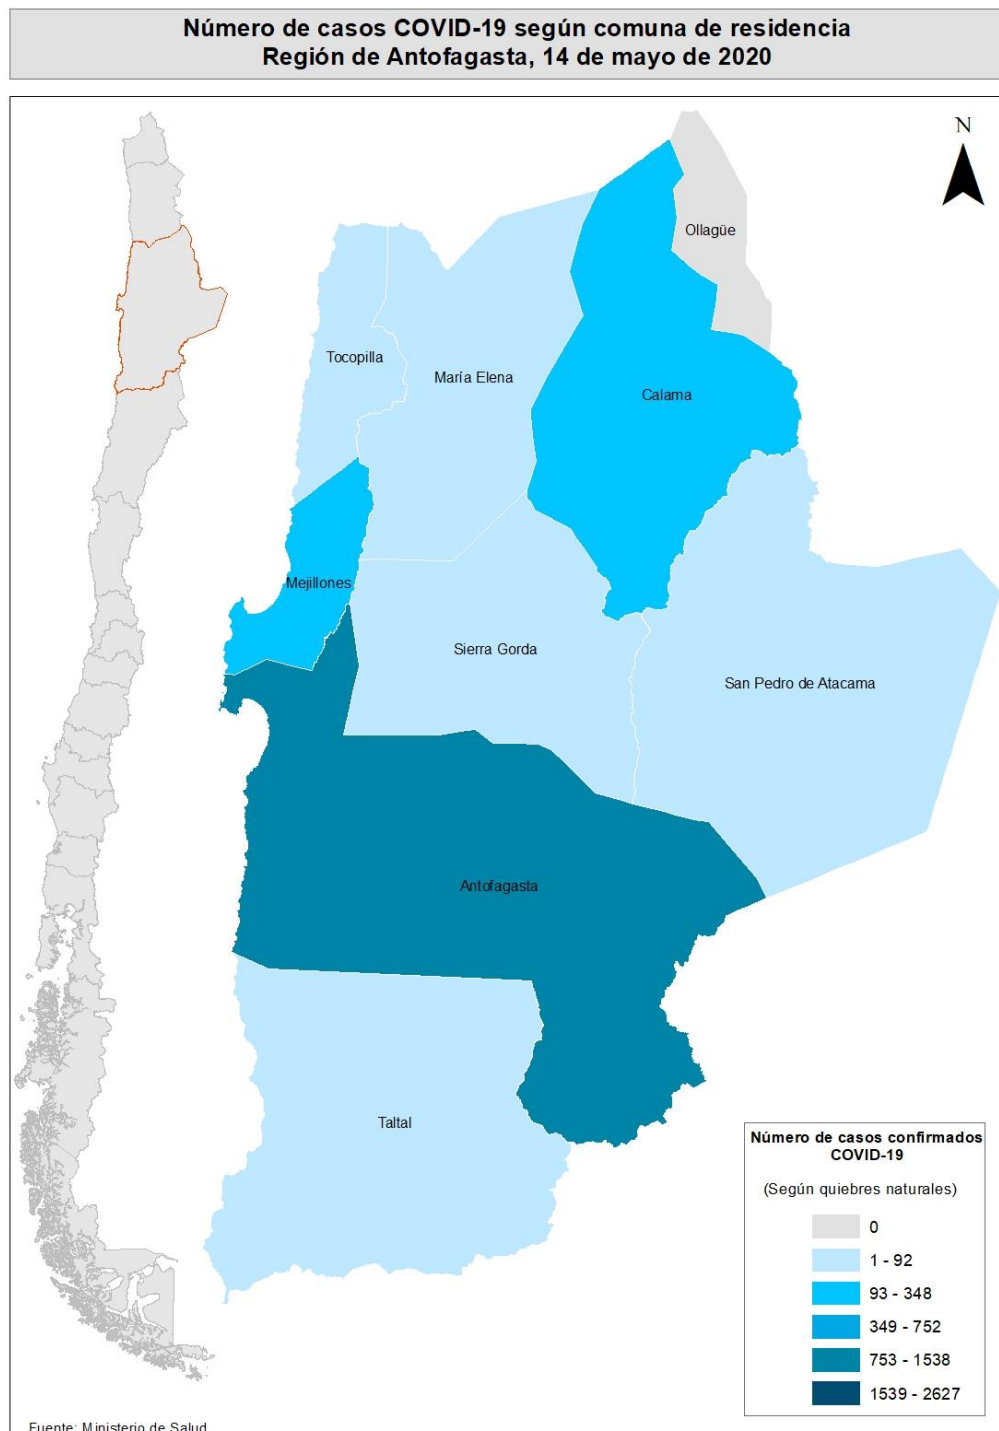 Número de casos COVID-19 según comuna de residencia
Región de Antofagasta, 14 de mayo de 2020
N
Ollagüe
Tocopilla
María Elena
Calama
Mejillones
Sierra Gorda
San Pedro de Atacama
Antofagasta
Taltal
Número de casos confirmados
COVID-19
(Según quiebres naturales)
0
1 - 92
93 - 348
349 - 752
753 - 1538
1539 - 2627
Fuente: Ministerio de Salud